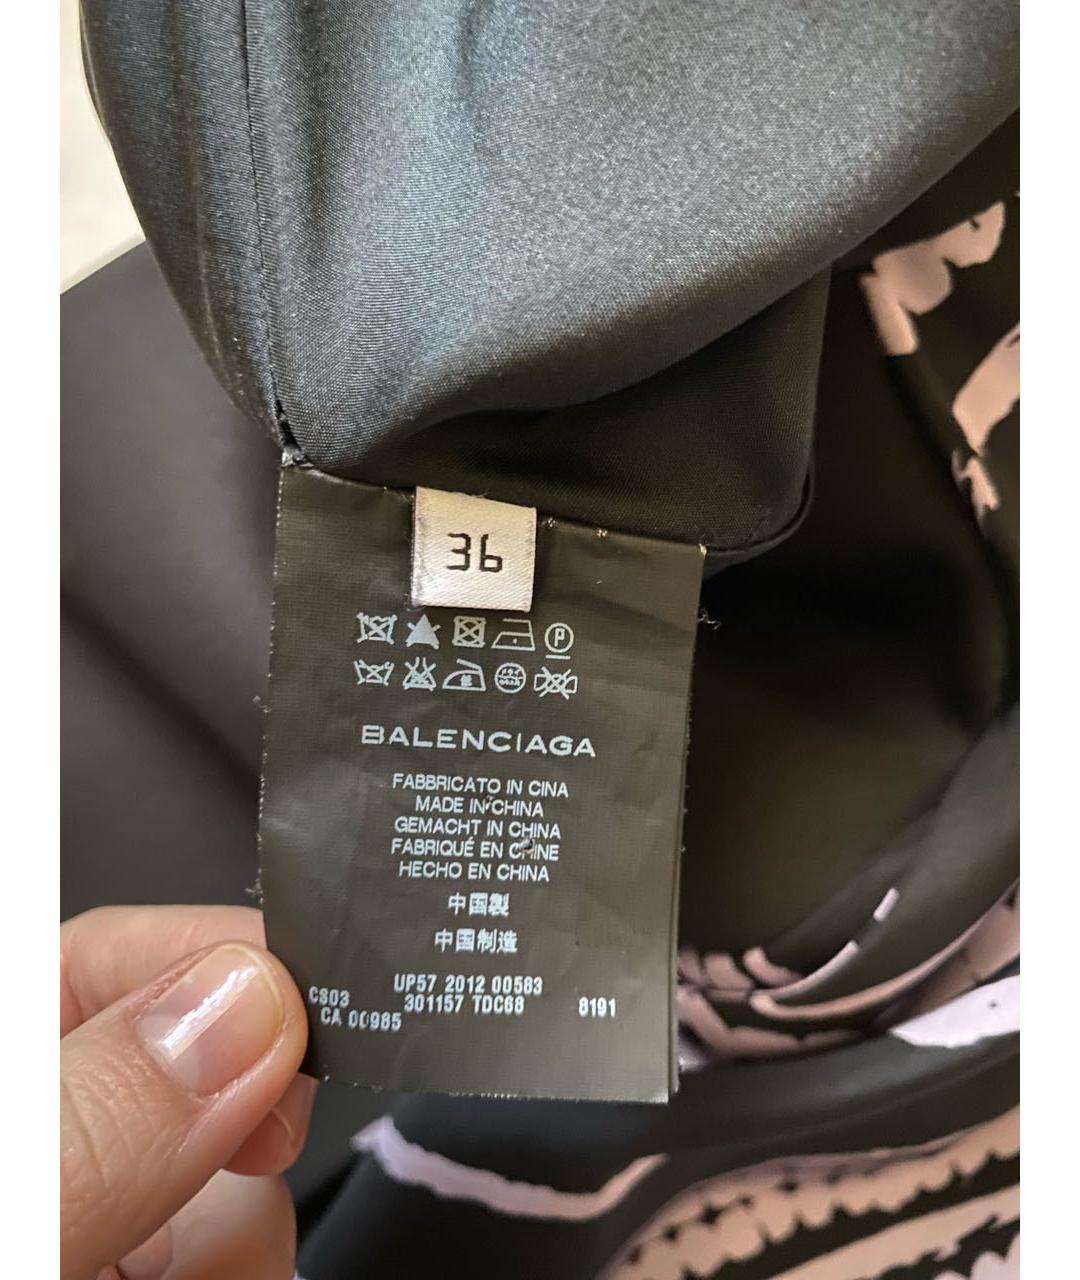 36
P
BALENCIAGA
FABBRICATO IN CINA
MADE IN CHINA
GEMACHT IN CHINA
FABRIQUÉ EN CHINE
HECHO EN CHINA
中国製
中国制造
UP57 2012 00583
CS03 301157 TDC68 8191
CA 00985